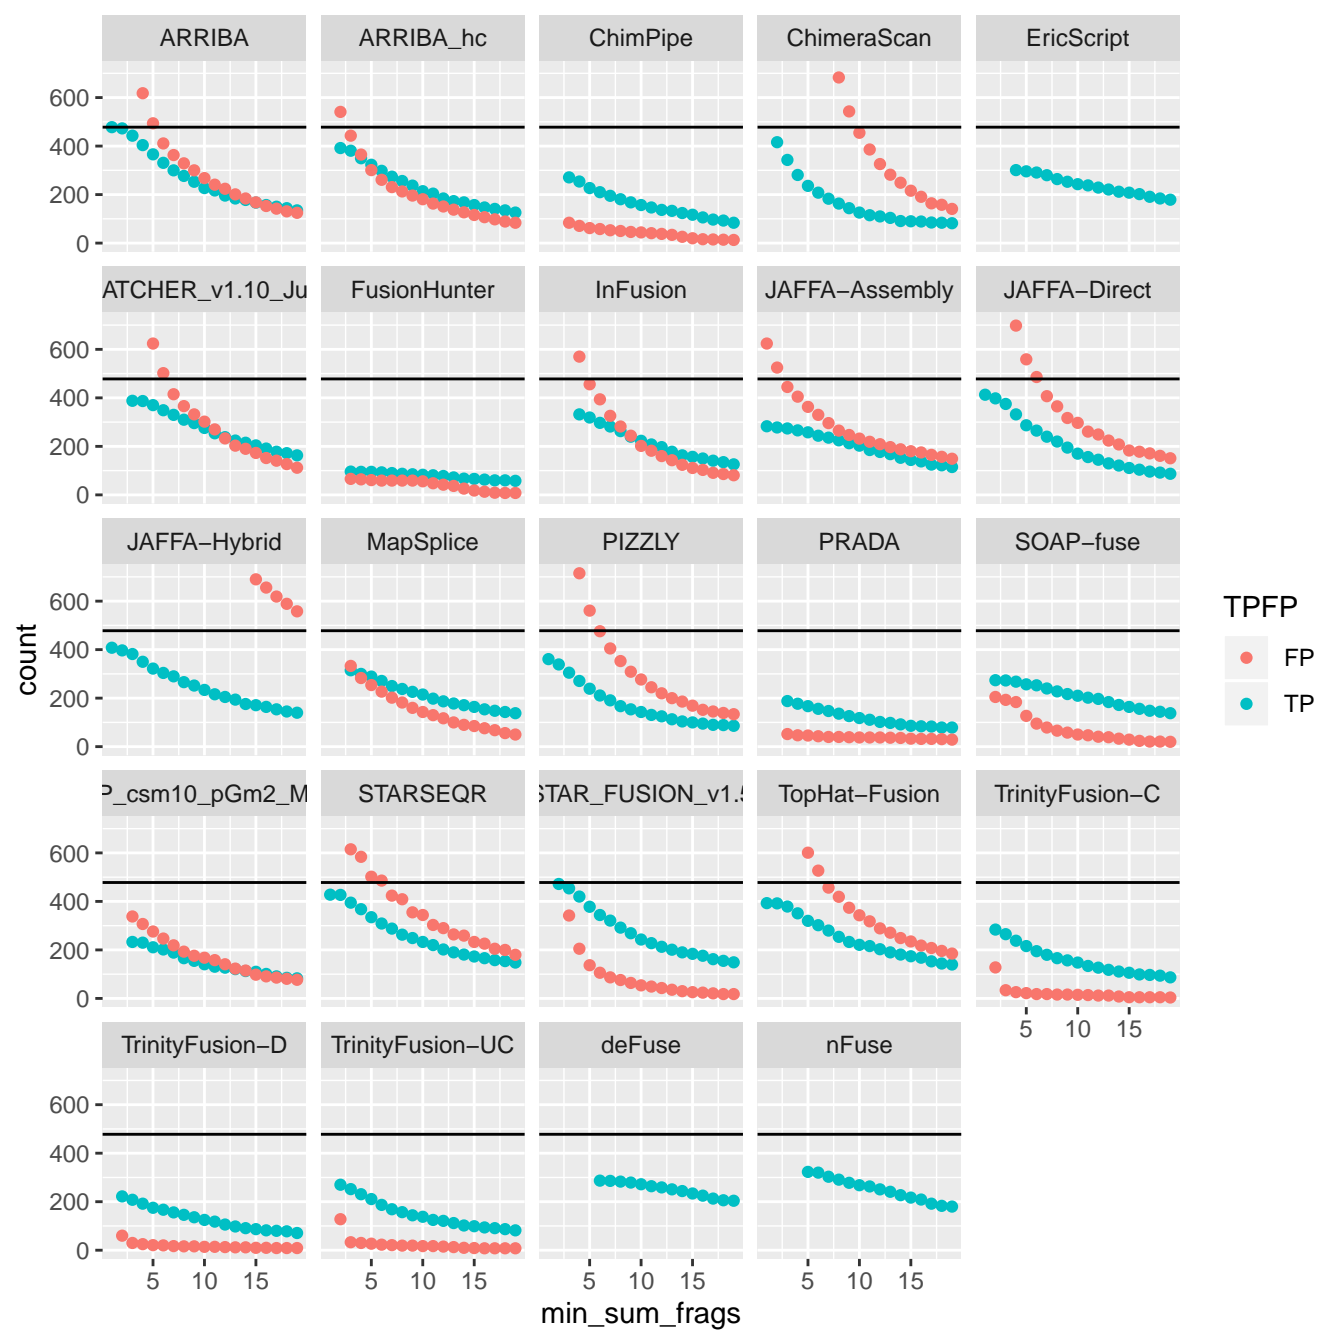 ARRIBA ARRIBA_hc ChimPipe ChimeraScan EricScript
600
400
200
0
ATCHER_v1.10_Ju FusionHunter InFusion JAFFA−Assembly JAFFA−Direct
600
400
200
0
JAFFA−Hybrid MapSplice PIZZLY PRADA SOAP−fuse
600
400
200
0
count
TPFP
FP
TP
P_csm10_pGm2_M STARSEQR STAR_FUSION_v1.5 TopHat−Fusion TrinityFusion−C
600
400
200
0
5 10 15
TrinityFusion−D TrinityFusion−UC deFuse nFuse
600
400
200
0
5 10 15 5 10 15 5 10 15 5 10 15
min_sum_frags